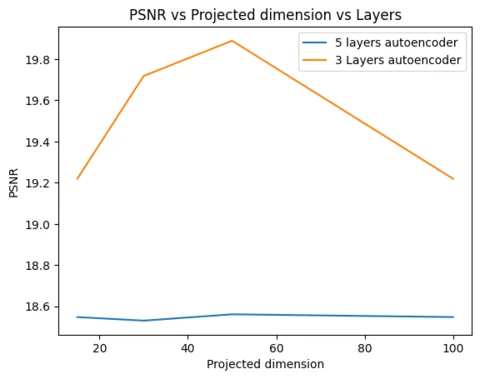 PSNR vs Projected dimension vs Layers
5 layers autoencoder
3 Layers autoencoder
PSNR
19.8
19.6
19.4
19.2
19.0
18.8
18.6
20 40 60 80 100
Projected dimension